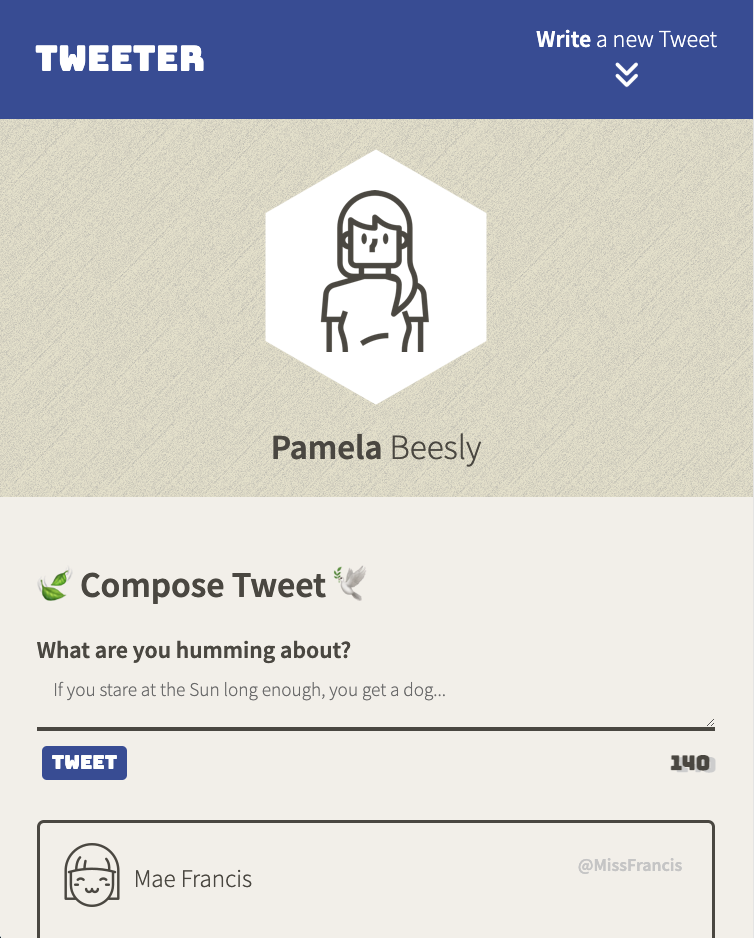 TWEETER
Write a new Tweet
Pamela Beesly
Compose Tweet
What are you humming about?
If you stare at the Sun long enough, you get a dog...
TWEET
140
Mae Francis
@MissFrancis